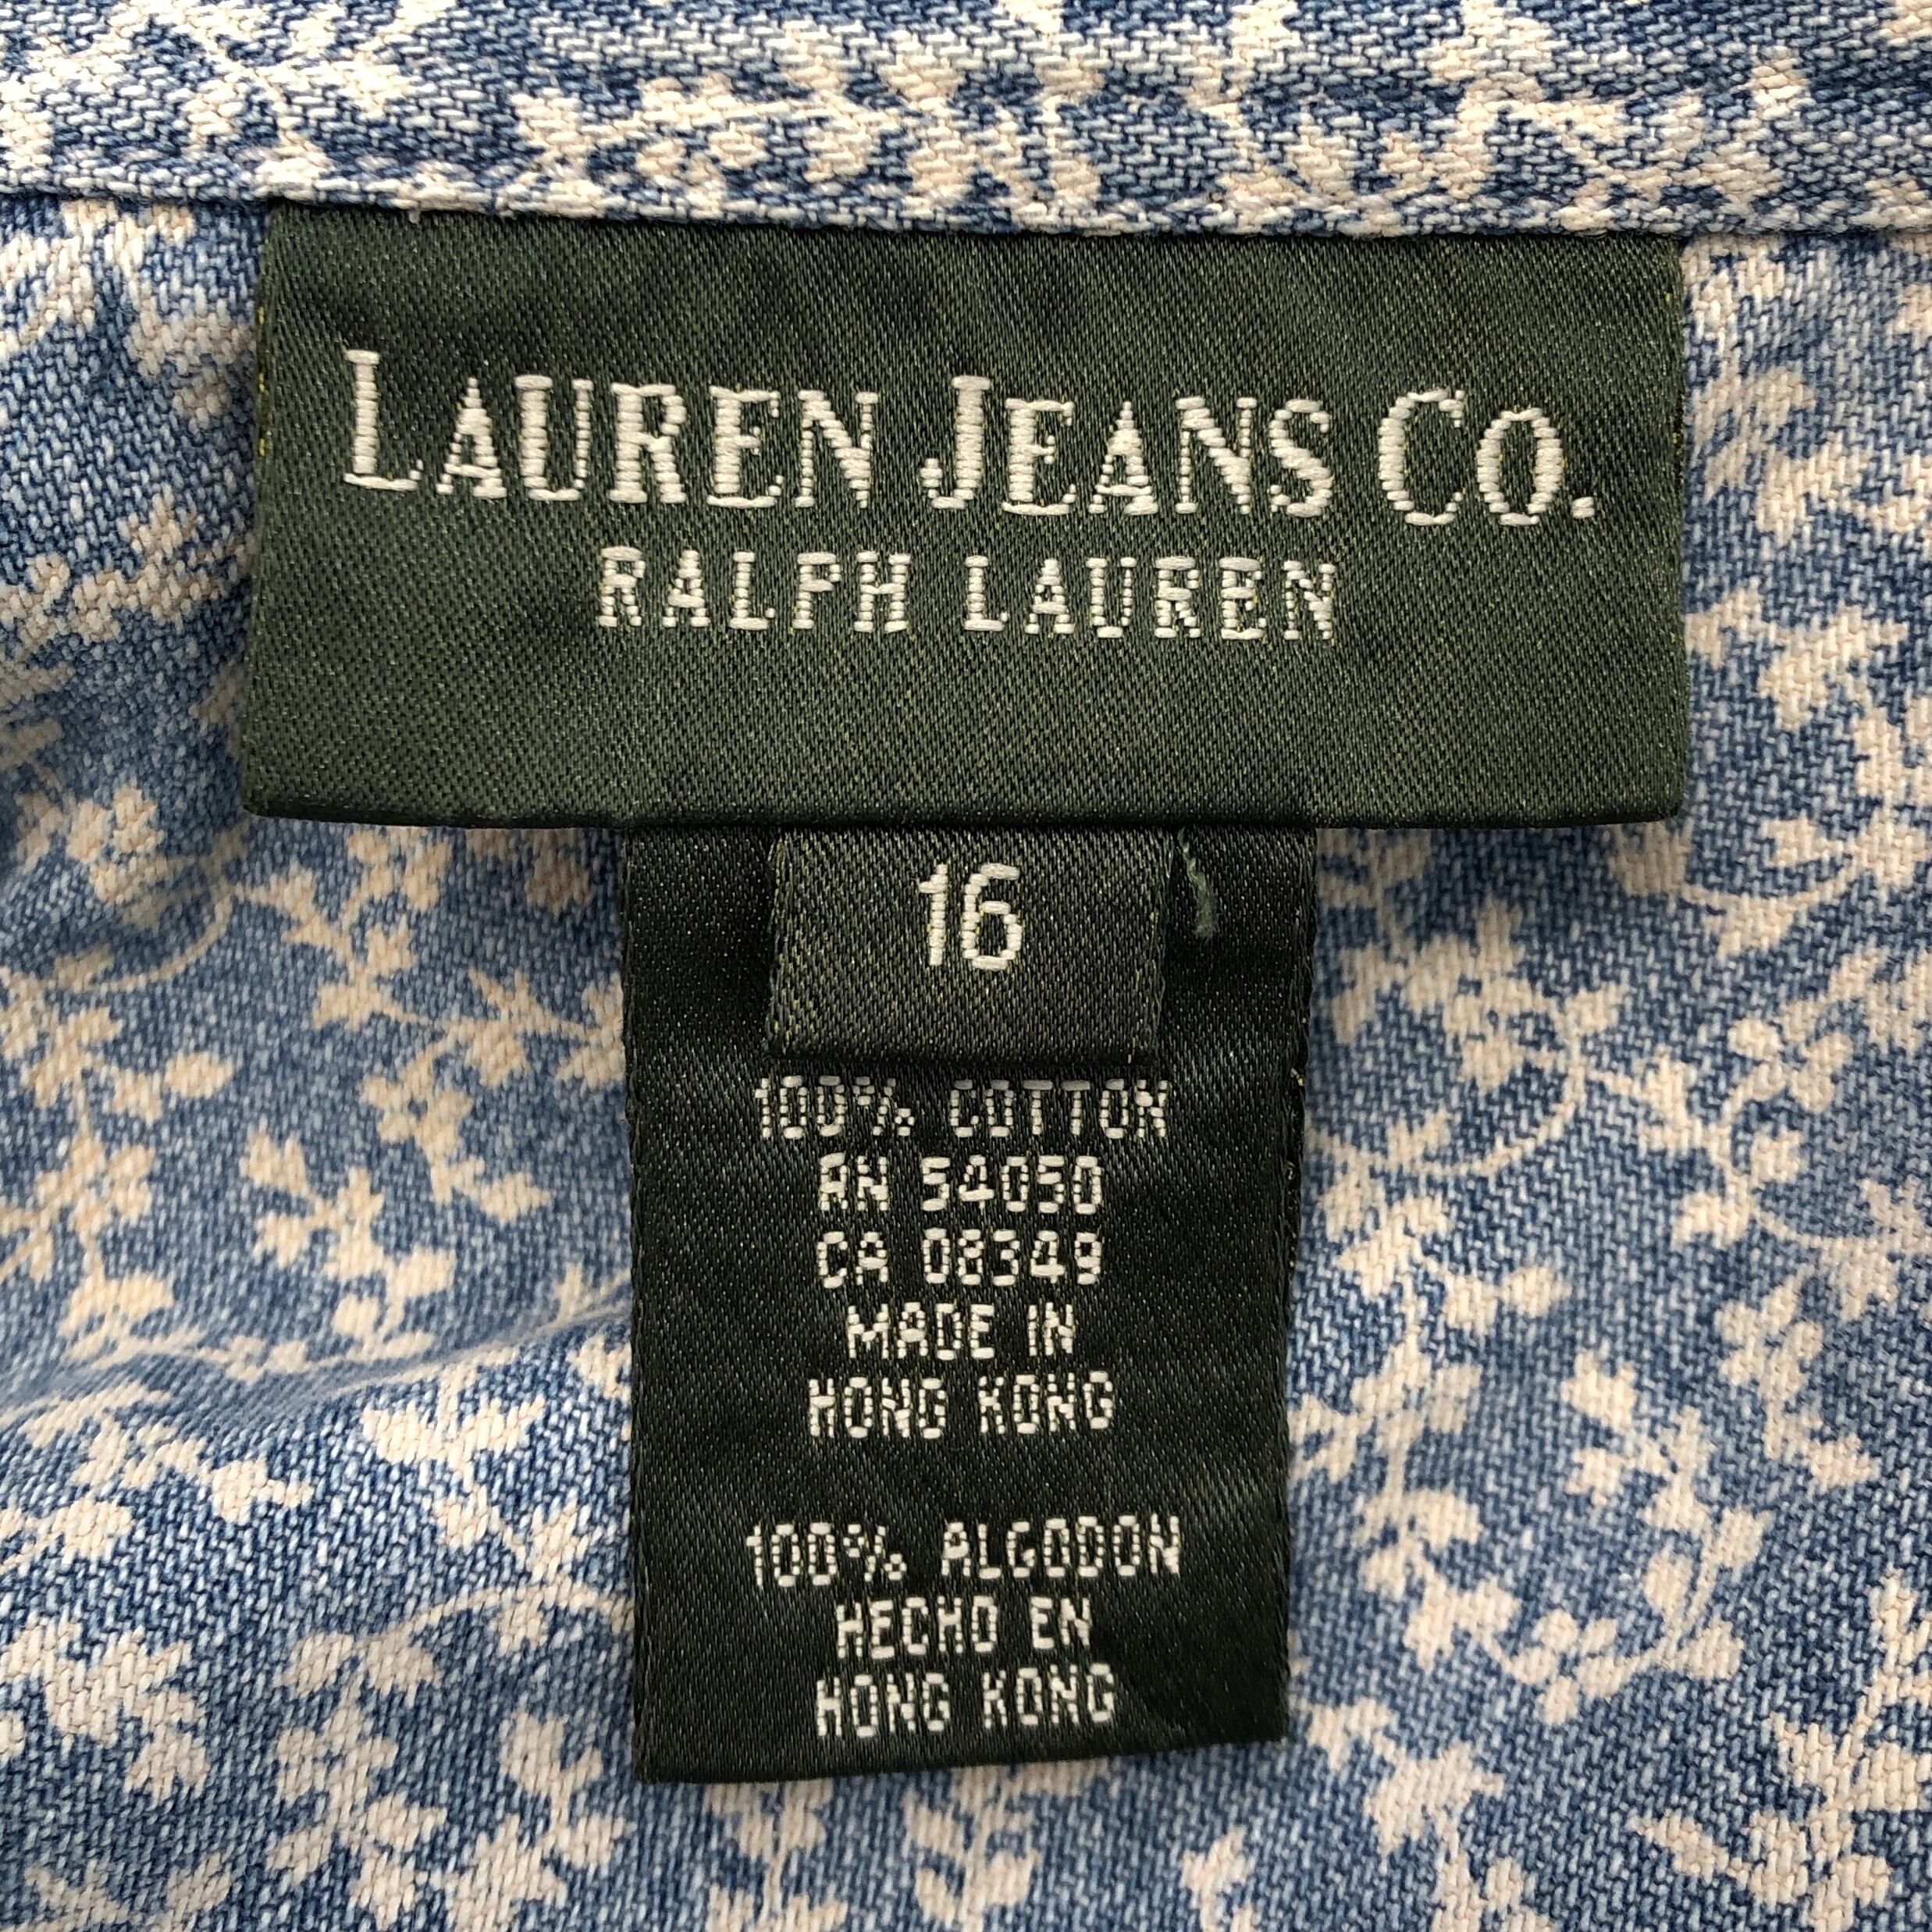 LAUREN JEANS CO.
RALPH LAUREN
16
100% COTTON
RN 54050
CA 08349
MADE IN
HONG KONG
100% ALGODON
HECHO EN
HONG KONG